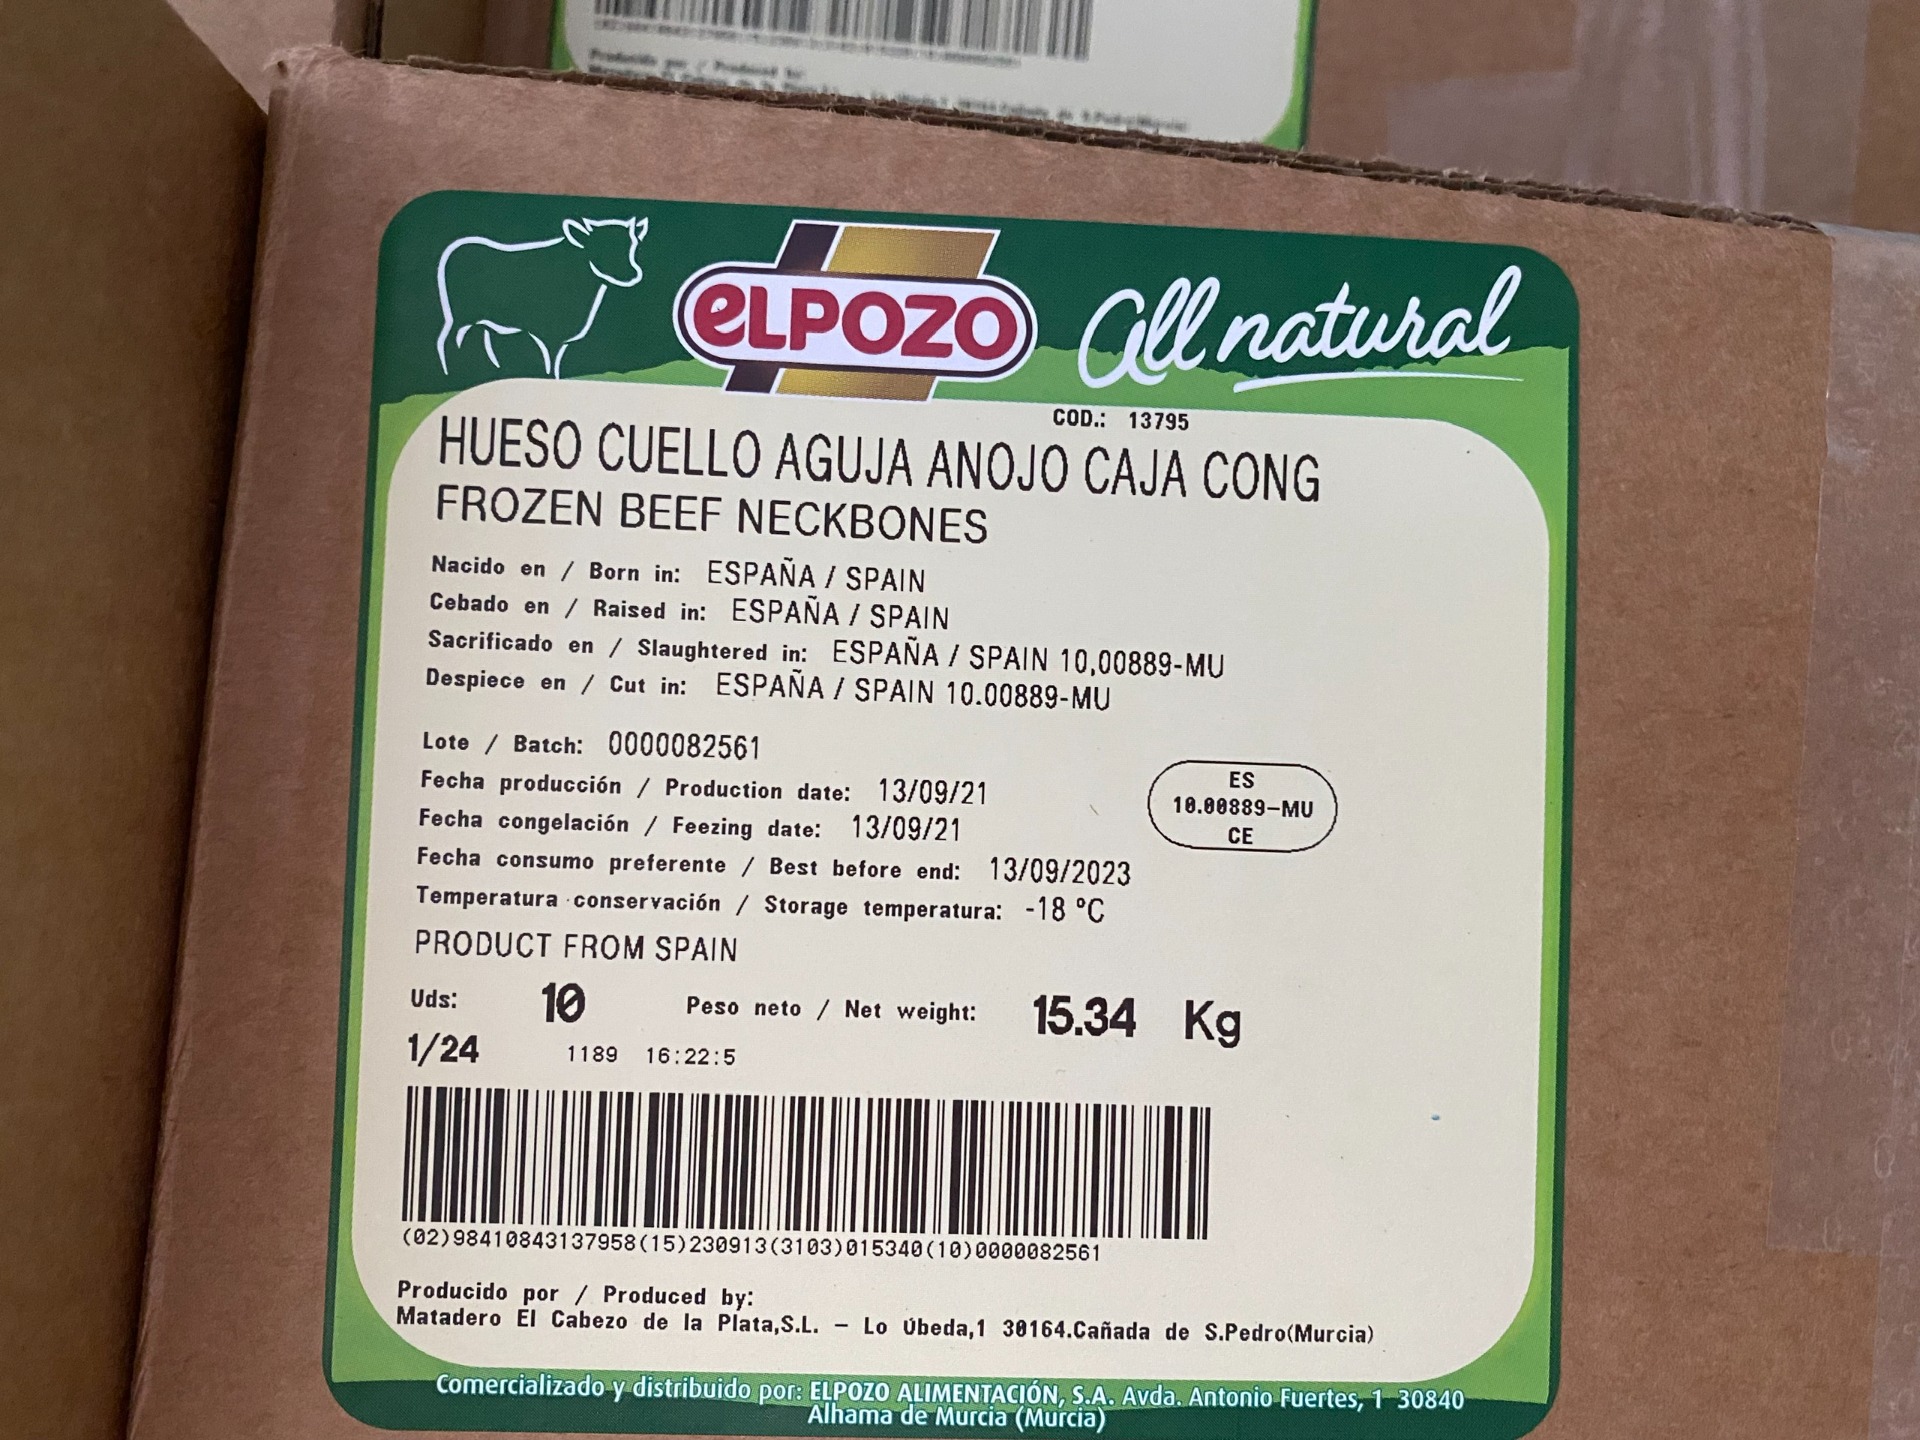 Producido por / Produced by:
elPOZO
All natural
COD.: 13795
HUESO CUELLO AGUJA ANOJO CAJA CONG
FROZEN BEEF NECKBONES
Nacido en / Born in: ESPAÑA / SPAIN
Cebado en / Raised in: ESPAÑA / SPAIN
Sacrificado en / Slaughtered in: ESPAÑA / SPAIN 10,00889-MU
Despiece en / Cut in: ESPAÑA / SPAIN 10.00889-MU
Lote / Batch: 0000082561
Fecha producción / Production date: 13/09/21
Fecha congelación / Feezing date: 13/09/21
Fecha consumo preferente / Best before end: 13/09/2023
Temperatura conservación / Storage temperatura: -18 ºC
ES
10.00889-MU
CE
PRODUCT FROM SPAIN
Uds: 10 Peso neto / Net weight: 15.34 Kg
1/24 1189 16:22:5
(02)98410843137958(15)230913(3103)015340(10)0000082561
Producido por / Produced by:
Matadero El Cabezo de la Plata,S.L. - Lo Úbeda,1 30164.Cañada de S.Pedro(Murcia)
Comercializado y distribuido por: ELPOZO ALIMENTACIÓN, S.A. Avda. Antonio Fuertes, 1 30840
Alhama de Murcia (Murcia)